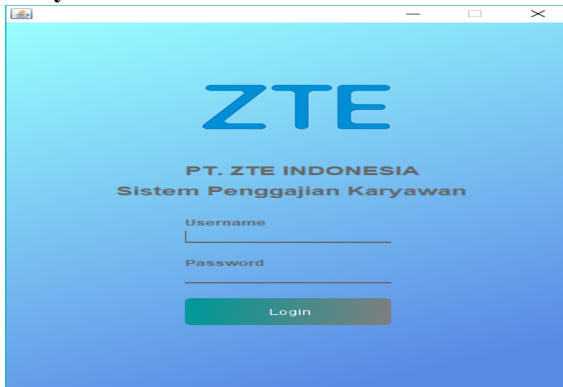 ZTE
PT. ZTE INDONESIA
Sistem Penggajian Karyawan
Username
Password
Login